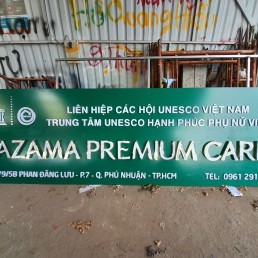 LIÊN HIỆP CÁC HỘI UNESCO VIỆT NAM
TRUNG TÂM UNESCO HẠNH PHÚC PHỤ NỮ VI
AZAMA PREMIUM CAR
79/5B PHAN ĐĂNG LƯU - P.7 - Q. PHÚ NHUẬN - TP.HCM
TEL: 0961 291